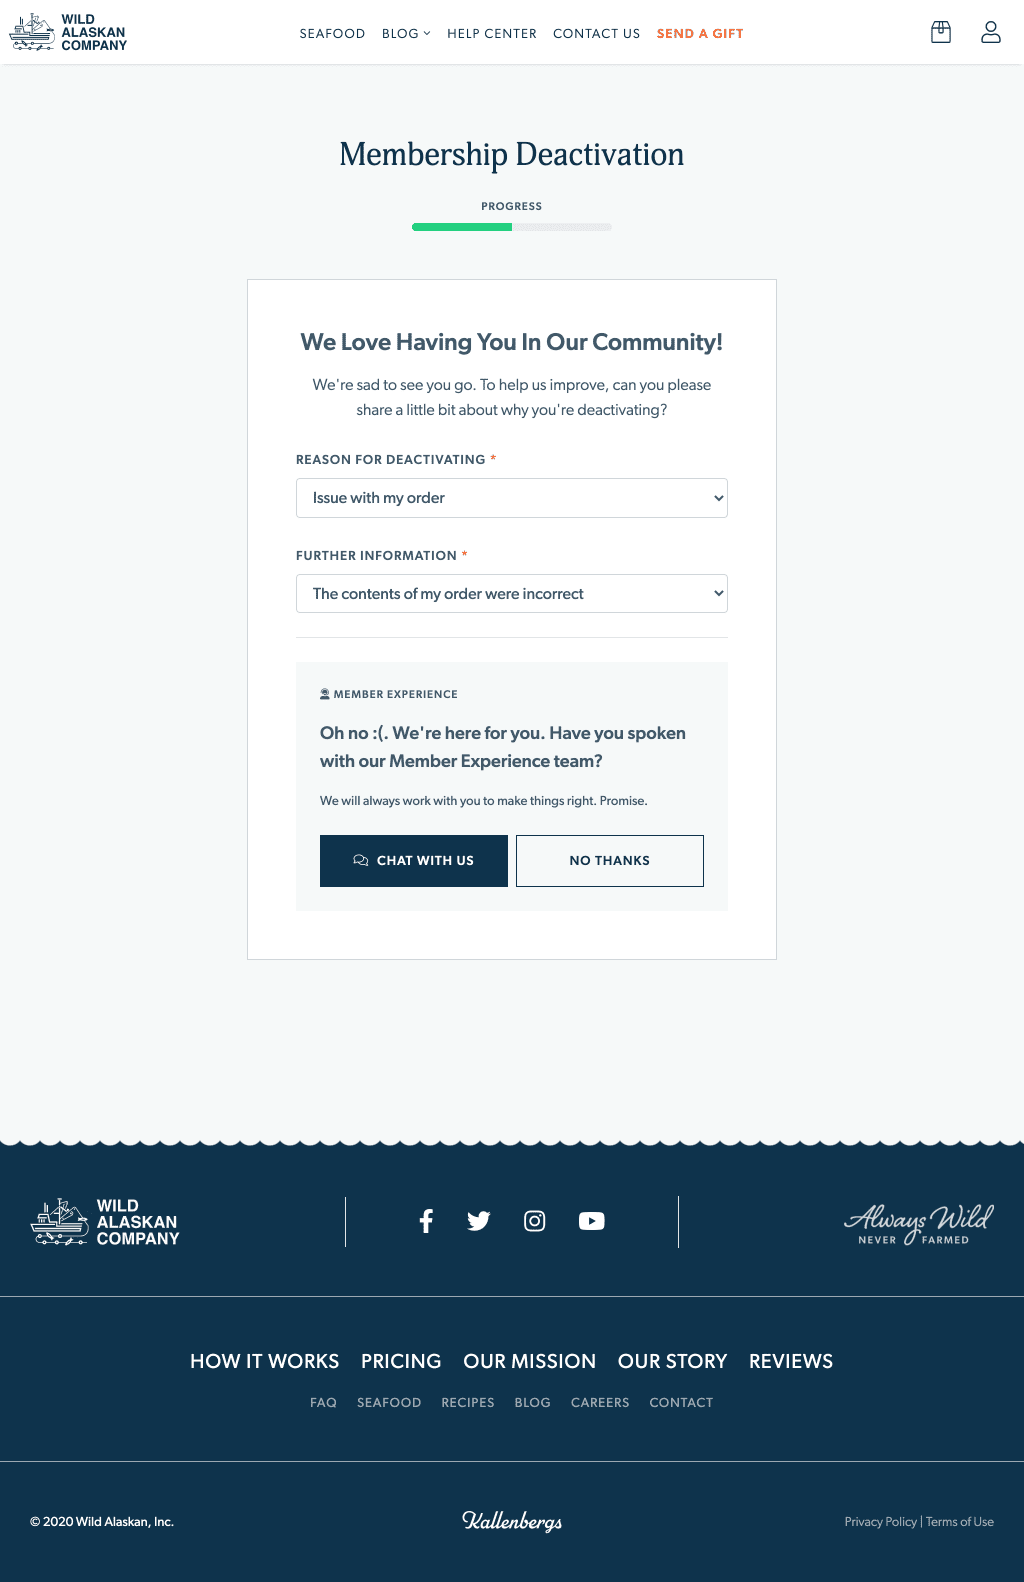 WILD
ALASKAN
COMPANY
SEAFOOD BLOG HELP CENTER CONTACT US SEND A GIFT
Membership Deactivation
PROGRESS
We Love Having You In Our Community!
We're sad to see you go. To help us improve, can you please
share a little bit about why you're deactivating?
REASON FOR DEACTIVATING *
Issue with my order
FURTHER INFORMATION *
The contents of my order were incorrect
MEMBER EXPERIENCE
Oh no :(. We're here for you. Have you spoken
with our Member Experience team?
We will always work with you to make things right. Promise.
CHAT WITH US
NO THANKS
WILD
ALASKAN
COMPANY
Always Wild
NEVER FARMED
HOW IT WORKS PRICING OUR MISSION OUR STORY REVIEWS
FAQ SEAFOOD RECIPES BLOG CAREERS CONTACT
© 2020 Wild Alaskan, Inc.
Kallenbergs
Privacy Policy | Terms of Use